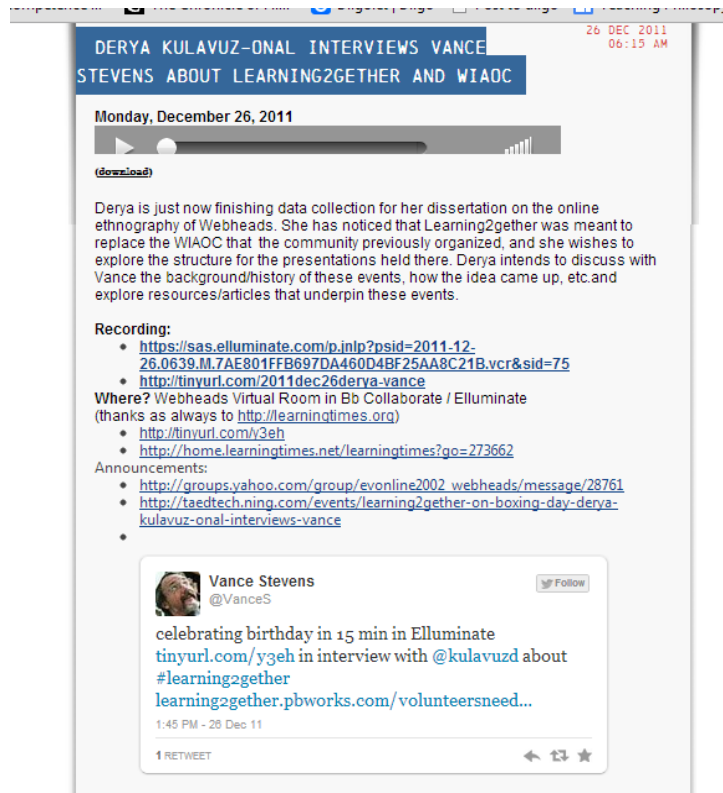 The Chronicle of Hi...
26 DEC 2011
06:15 AM
DERYA KULAVUZ-ONAL INTERVIEWS VANCE
STEVENS ABOUT LEARNING2GETHER AND WIAOC
Monday, December 26, 2011
(download)
Derya is just now finishing data collection for her dissertation on the online
ethnography of Webheads. She has noticed that Learning2gether was meant to
replace the WIAOC that the community previously organized, and she wishes to
explore the structure for the presentations held there. Derya intends to discuss with
Vance the background/history of these events, how the idea came up, etc.and
explore resources/articles that underpin these events.
Recording:
https://sas.elluminate.com/p.jnlp?psid=2011-12-
26.0639.M.7AE801FFB697DA460D4BF25AA8C21B.vcr&sid=75
http://tinyurl.com/2011dec26derya-vance
Where? Webheads Virtual Room in Bb Collaborate / Elluminate
(thanks as always to http://learningtimes.org)
http://tinyurl.com/y3eh
http://home.learningtimes.net/learningtimes?go=273662
Announcements:
http://groups.yahoo.com/group/evonline2002_webheads/message/28761
http://taedtech.ning.com/events/learning2gether-on-boxing-day-derya-
kulavuz-onal-interviews-vance
Vance Stevens
@VanceS
Follow
celebrating birthday in 15 min in Elluminate
tinyurl.com/y3eh in interview with @kulavuzd about
#learning2gether
learning2gether.pbworks.com/volunteersneed...
1:45 PM - 26 Dec 11
1 RETWEET